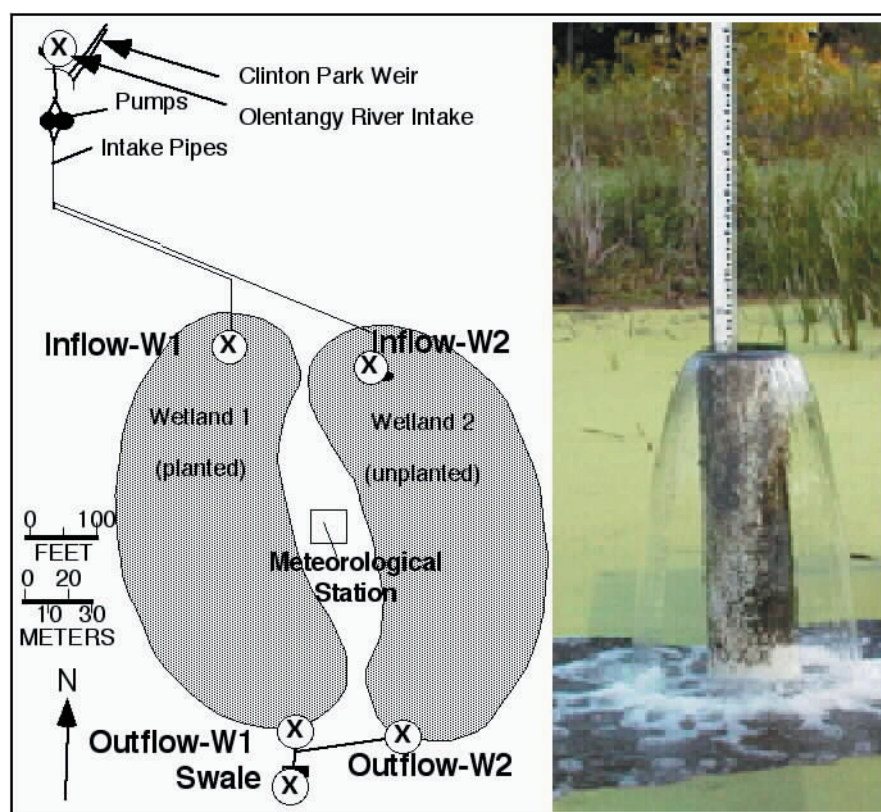 X
Clinton Park Weir
Pumps
Olentangy River Intake
Intake Pipes
Inflow-W1
X
Inflow-W2
X
Wetland 1
(planted)
Wetland 2
(unplanted)
0 100
FEET
0 20
10 30
METERS
Meteorological
Station
N
Outflow-W1
X
X
Swale
X
Outflow-W2